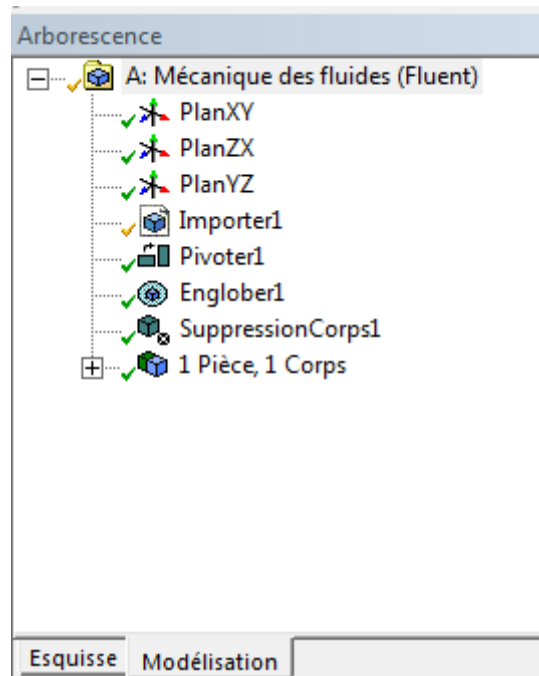 Arborescence
A: Mécanique des fluides (Fluent)
PlanXY
PlanZX
PlanYZ
Importer1
Pivoter1
Englober1
SuppressionCorps1
1 Pièce, 1 Corps
Esquisse
Modélisation